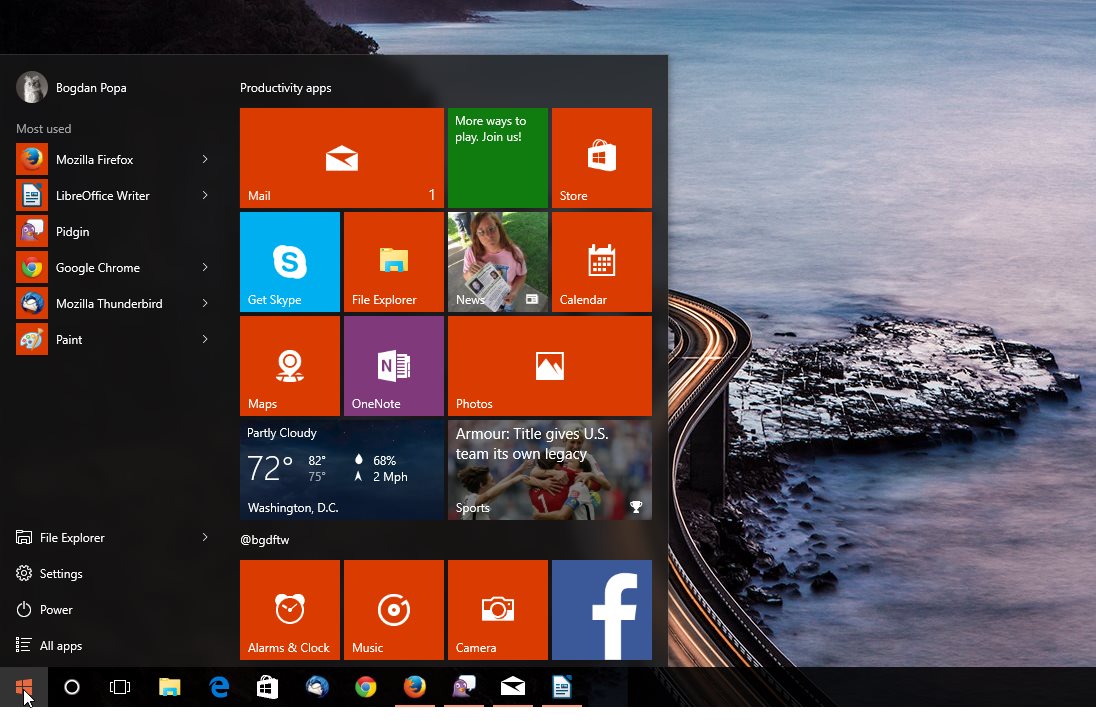 Bogdan Popa
Most used
Mozilla Firefox
LibreOffice Writer
Pidgin
Google Chrome
Mozilla Thunderbird
Paint
File Explorer
Settings
Power
All apps
Productivity apps
Mail
1
More ways to
play. Join us!
Store
Get Skype
File Explorer
News
Calendar
Maps
N
OneNote
Photos
Partly Cloudy
72°
82°
75°
68%
2 Mph
Washington, D.C.
Armour: Title gives U.S.
team its own legacy
Sports
@bgdftw
Alarms & Clock
Music
Camera